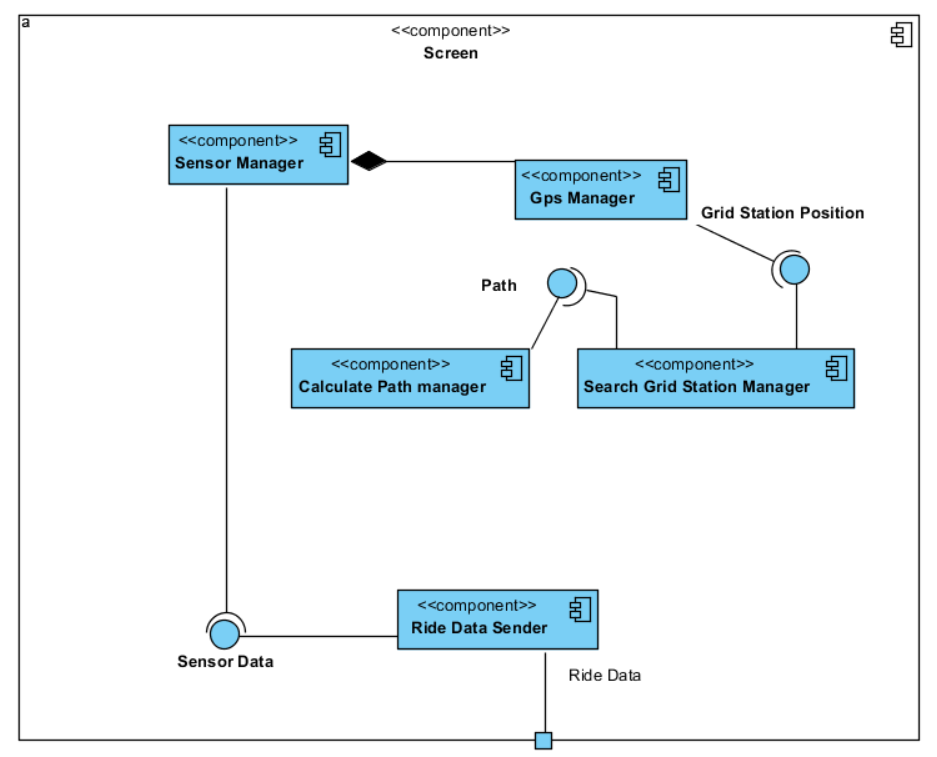 a
<<component>>
Screen
<<component>>
Sensor Manager
<<component>>
Gps Manager
Grid Station Position
Path
<<component>>
Calculate Path manager
<<component>>
Search Grid Station Manager
<<component>>
Ride Data Sender
Sensor Data
Ride Data